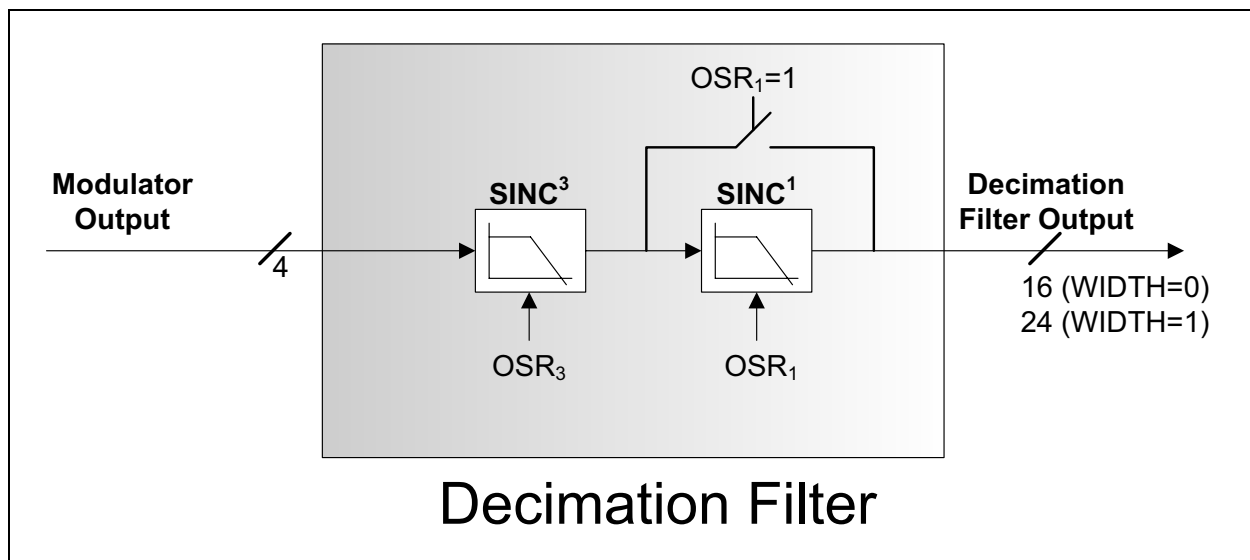 OSR₁=1
Modulator
Output
4
SINC³
SINC¹
OSR₃
OSR₁
Decimation
Filter Output
16 (WIDTH=0)
24 (WIDTH=1)
Decimation Filter